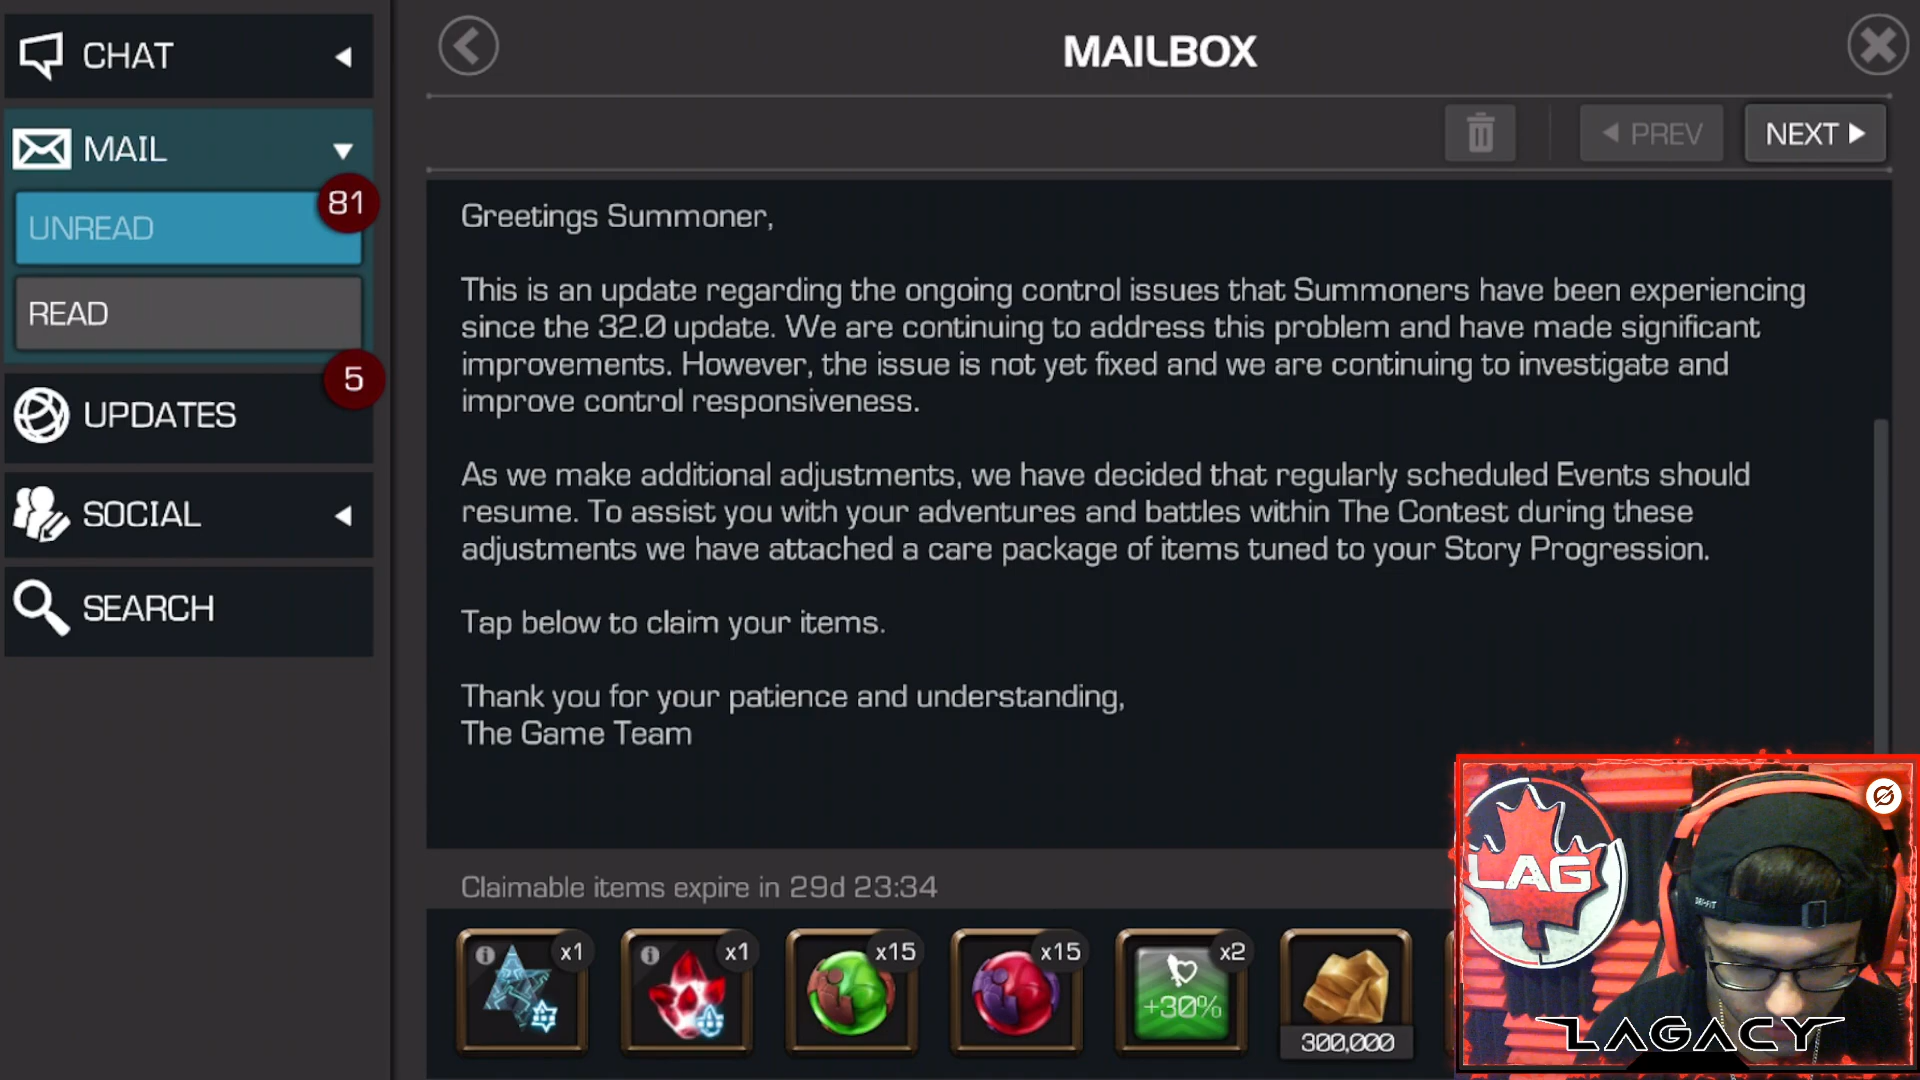 CHAT
MAIL
81
UNREAD
READ
5
UPDATES
SOCIAL
SEARCH
MAILBOX
PREV
NEXT
Greetings Summoner,
This is an update regarding the ongoing control issues that Summoners have been experiencing
since the 32.0 update. We are continuing to address this problem and have made significant
improvements. However, the issue is not yet fixed and we are continuing to investigate and
improve control responsiveness.
As we make additional adjustments, we have decided that regularly scheduled Events should
resume. To assist you with your adventures and battles within The Contest during these
adjustments we have attached a care package of items tuned to your Story Progression.
Tap below to claim your items.
Thank you for your patience and understanding,
The Game Team
Claimable items expire in 29d 23:34
x1
x1
x15
x15
x2
+30%
300,000
LAG
DRI-FIT
LAGACY